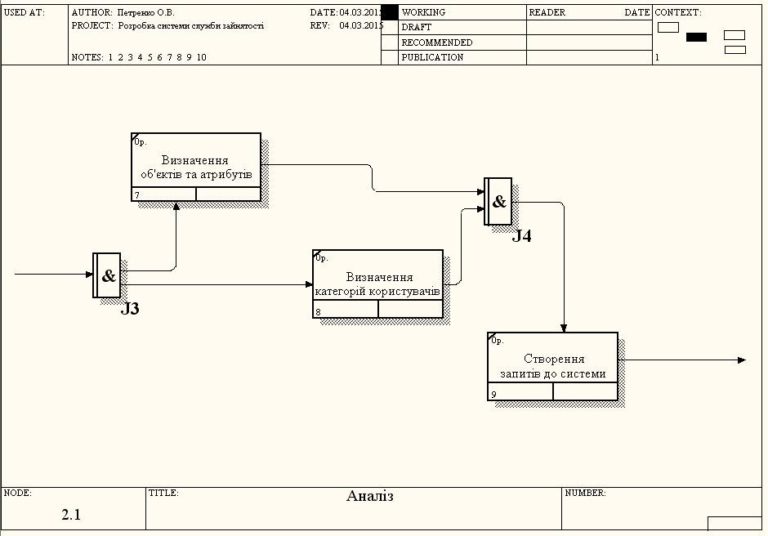 USED AT:
AUTHOR: Петренко О.В.
DATE: 04.03.2015
PROJECT: Розробка системи служби зайнятості
REV: 04.03.2015
NOTES: 1 2 3 4 5 6 7 8 9 10
WORKING
DRAFT
RECOMMENDED
PUBLICATION
READER
DATE
CONTEXT:
1
0р.
Визначення
об'єктів та атрибутів
7
&
J4
&
J3
0р.
Визначення
категорій користувачів
8
0р.
Створення
запитів до системи
9
NODE:
2.1
TITLE:
Аналіз
NUMBER: